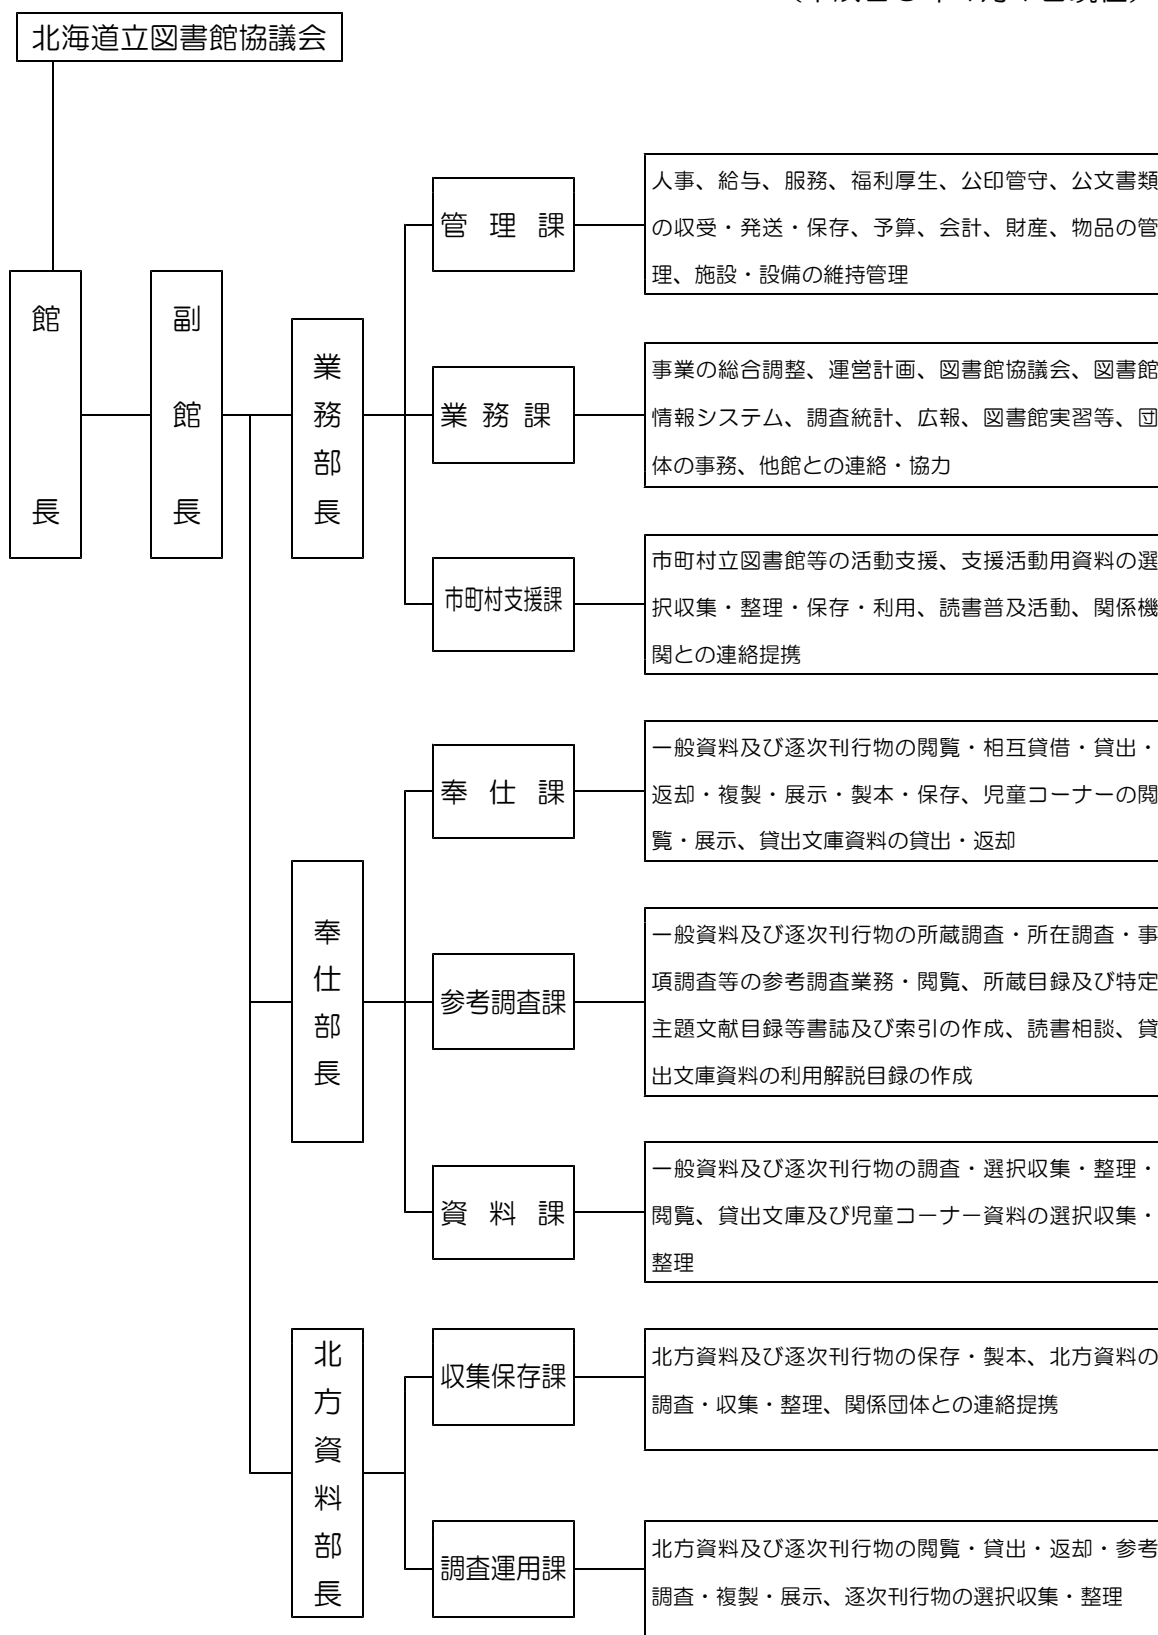 北海道立図書館協議会
館長
副館長
業務部長
管理課
人事、給与、服務、福利厚生、公印管守、公文書類
の収受・発送・保存、予算、会計、財産、物品の管
理、施設・設備の維持管理
業務課
事業の総合調整、運営計画、図書館協議会、図書館
情報システム、調査統計、広報、図書館実習等、団
体の事務、他館との連絡・協力
市町村支援課
市町村立図書館等の活動支援、支援活動用資料の選
択収集・整理・保存・利用、読書普及活動、関係機
関との連絡提携
奉仕部長
奉仕課
一般資料及び逐次刊行物の閲覧・相互貸借・貸出・
返却・複製・展示・製本・保存、児童コーナーの閲
覧・展示、貸出文庫資料の貸出・返却
参考調査課
一般資料及び逐次刊行物の所蔵調査・所在調査・事
項調査等の参考調査業務・閲覧、所蔵目録及び特定
主題文献目録等書誌及び索引の作成、読書相談、貸
出文庫資料の利用解説目録の作成
資料課
一般資料及び逐次刊行物の調査・選択収集・整理・
閲覧、貸出文庫及び児童コーナー資料の選択収集・
整理
北方資料部長
収集保存課
北方資料及び逐次刊行物の保存・製本、北方資料の
調査・収集・整理、関係団体との連絡提携
調査運用課
北方資料及び逐次刊行物の閲覧・貸出・返却・参考
調査・複製・展示、逐次刊行物の選択収集・整理